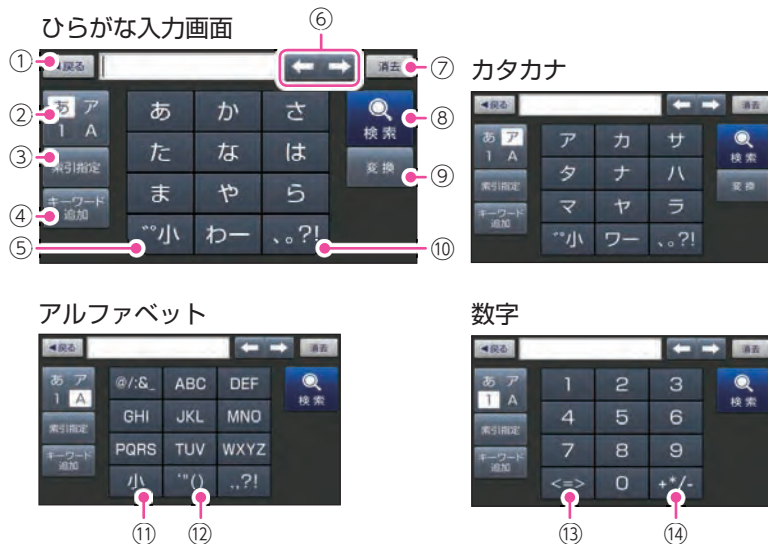 ひらがな入力画面
⑥
① ◀戻る ← → 消去 ⑦
② あ ア
1 A
あ か さ
検索 ⑧
③ 索引指定
た な は
変換 ⑨
④ キーワード
追加
ま や ら
⑤ ゛゜小 わー 、。?! ⑩
カタカナ
◀戻る ← → 消去
あ ア
1 A
ア カ サ
検索
索引指定
タ ナ ハ
変換
キーワード
追加
マ ヤ ラ
゛゜小 ワー 、。?!
アルファベット
◀戻る ← → 消去
あ ア
1 A
@/:&_ ABC DEF
検索
索引指定
GHI JKL MNO
キーワード
追加
PQRS TUV WXYZ
小 '"() .,?!
⑪ ⑫
数字
◀戻る ← → 消去
あ ア
1 A
1 2 3
検索
索引指定
4 5 6
キーワード
追加
7 8 9
<=> 0 +*/-
⑬ ⑭